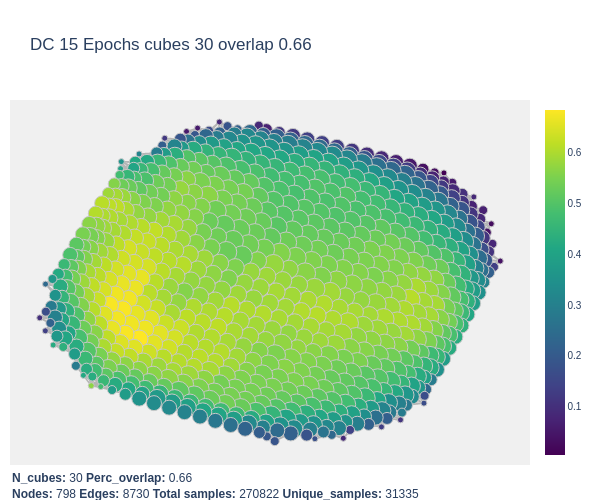 DC 15 Epochs cubes 30 overlap 0.66
0.6
0.5
0.4
0.3
0.2
0.1
N_cubes: 30 Perc_overlap: 0.66
Nodes: 798 Edges: 8730 Total samples: 270822 Unique_samples: 31335